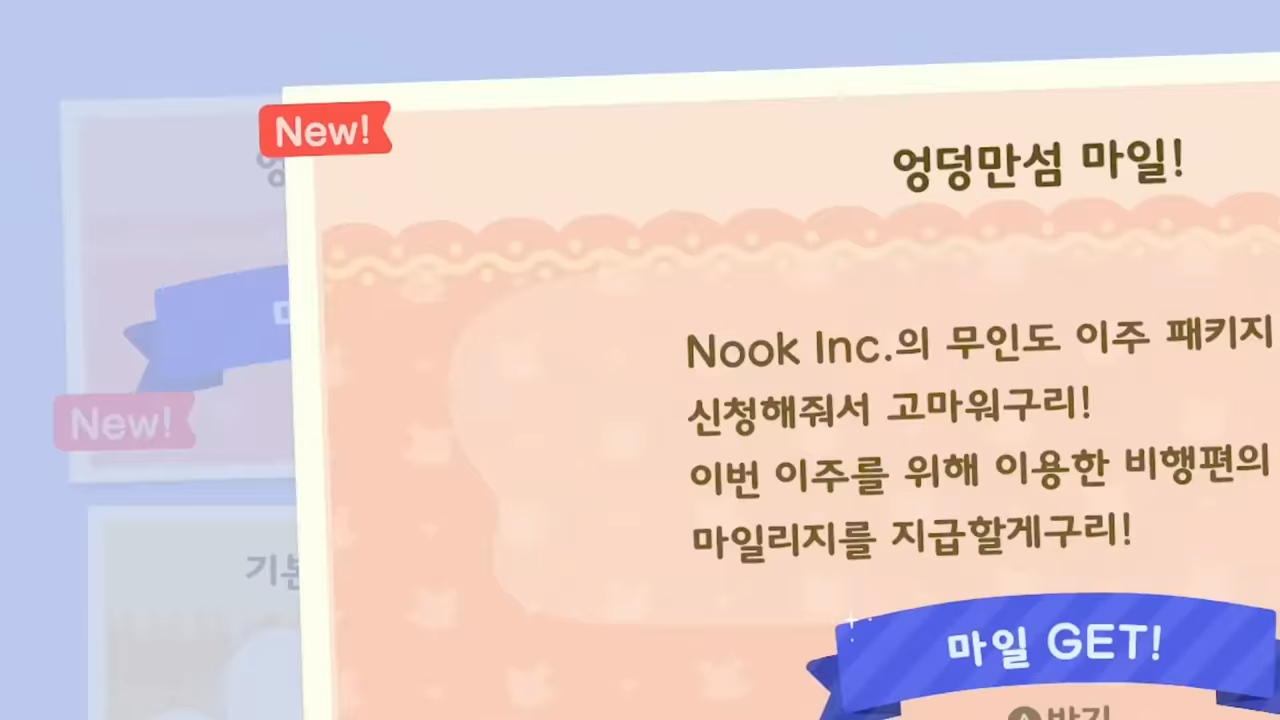 New!
엉덩만섬 마일!
Nook Inc.의 무인도 이주 패키지
신청해줘서 고마워구리!
이번 이주를 위해 이용한 비행편의
마일리지를 지급할게구리!
New!
기본
마일 GET!